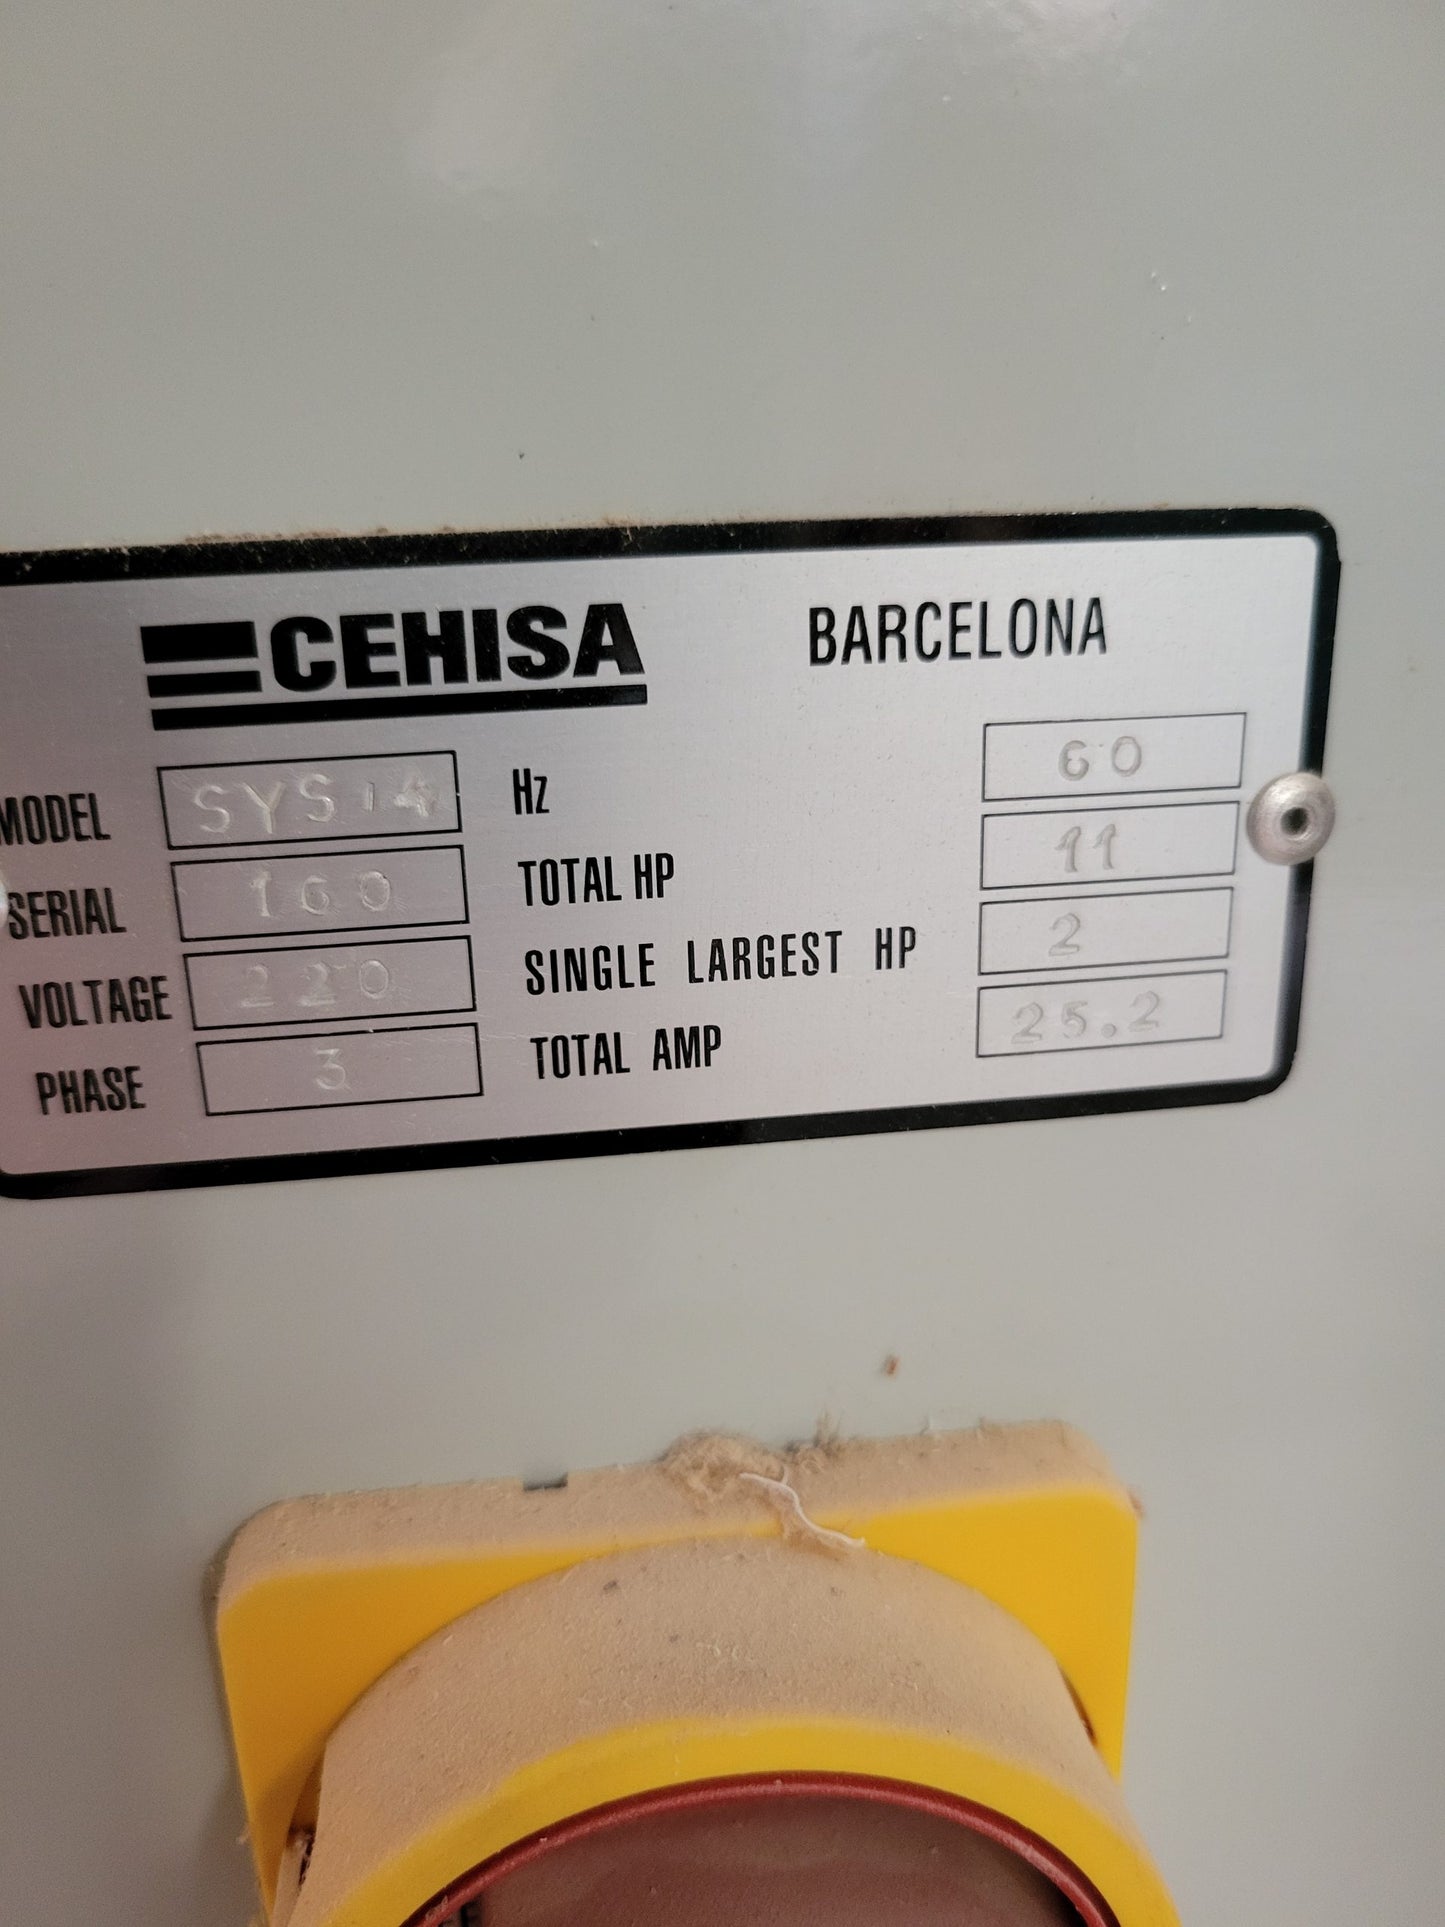 CEHISA BARCELONA
MODEL SYS 14 Hz 60
SERIAL 160 TOTAL HP 11
VOLTAGE 220 SINGLE LARGEST HP 2
PHASE 3 TOTAL AMP 25.2